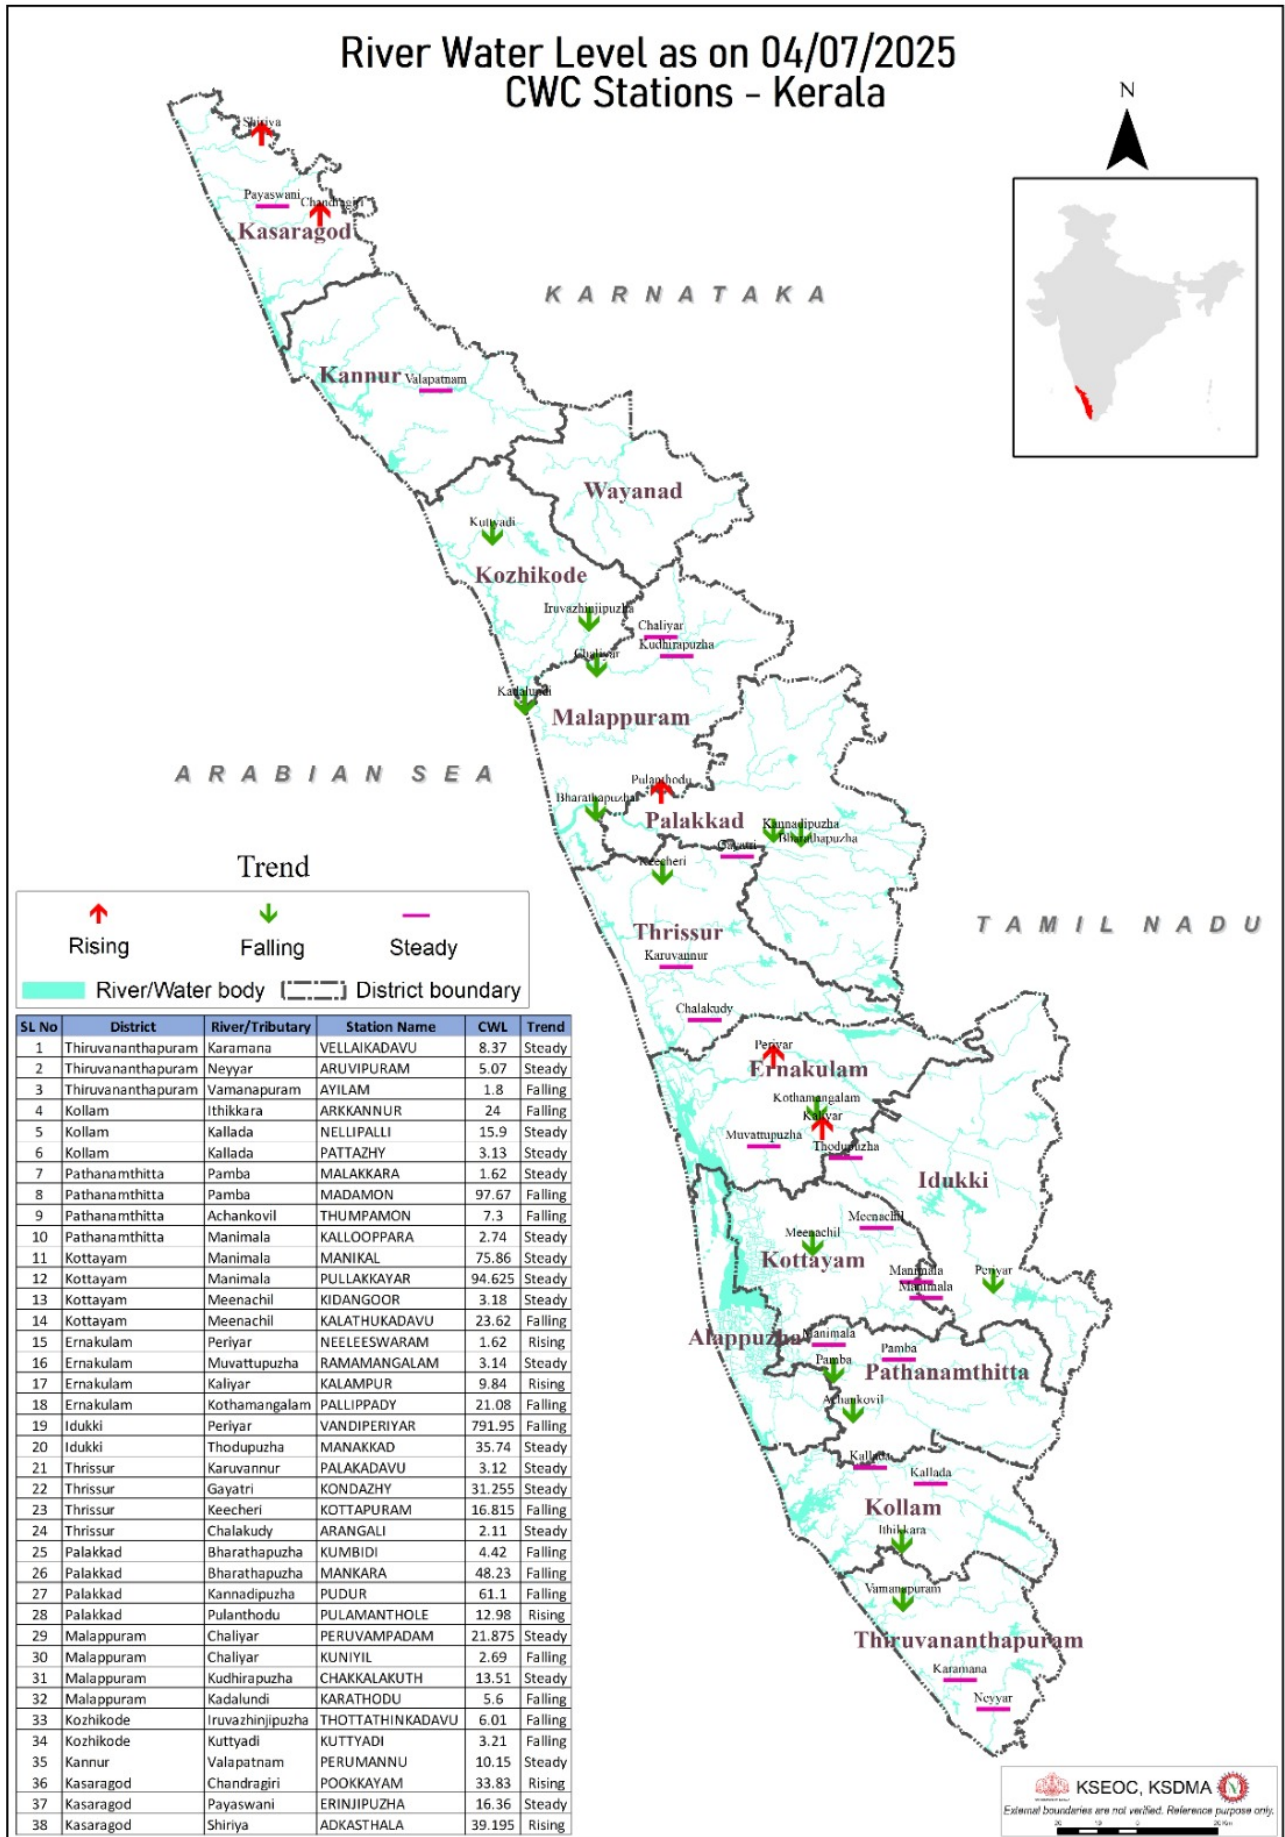 River Water Level as on 04/07/2025
CWC Stations - Kerala
N
Shiriya
Payaswani
Chandragiri
Kasaragod
KARNATAKA
Kannur
Valapatnam
Wayanad
Kuttyadi
Kozhikode
Iruvazhinjipuzha
Chaliyar
Kudhirapuzha
Chaliyar
Kadalundi
Malappuram
ARABIAN SEA
Pulanthodu
Bharathapuzha
Palakkad
Kannadipuzha
Bharathapuzha
Gayatri
Keecheri
Trend
Rising
Falling
Steady
River/Water body
District boundary
TAMIL NADU
Thrissur
Karuvannur
Chalakudy
Periyar
Ernakulam
Kothamangalam
Kaliyar
Muvattupuzha
Thodupuzha
Idukki
Meenachil
Meenachil
Kottayam
Manimala
Manimala
Periyar
Alappuzha
Manimala
Pamba
Pamba
Pathanamthitta
Achankovil
Kallada
Kallada
Kollam
Ithikkara
Vamanapuram
Thiruvananthapuram
Karamana
Neyyar
SL No District River/Tributary Station Name CWL Trend
1 Thiruvananthapuram Karamana VELLAIKADAVU 8.37 Steady
2 Thiruvananthapuram Neyyar ARUVIPURAM 5.07 Steady
3 Thiruvananthapuram Vamanapuram AYILAM 1.8 Falling
4 Kollam Ithikkara ARKKANNUR 24 Falling
5 Kollam Kallada NELLIPALLI 15.9 Steady
6 Kollam Kallada PATTAZHY 3.13 Steady
7 Pathanamthitta Pamba MALAKKARA 1.62 Steady
8 Pathanamthitta Pamba MADAMON 97.67 Falling
9 Pathanamthitta Achankovil THUMPAMON 7.3 Falling
10 Pathanamthitta Manimala KALLOOPPARA 2.74 Steady
11 Kottayam Manimala MANIKAL 75.86 Steady
12 Kottayam Manimala PULLAKKAYAR 94.625 Steady
13 Kottayam Meenachil KIDANGOOR 3.18 Steady
14 Kottayam Meenachil KALATHUKADAVU 23.62 Falling
15 Ernakulam Periyar NEELEESWARAM 1.62 Rising
16 Ernakulam Muvattupuzha RAMAMANGALAM 3.14 Steady
17 Ernakulam Kaliyar KALAMPUR 9.84 Rising
18 Ernakulam Kothamangalam PALLIPPADY 21.08 Falling
19 Idukki Periyar VANDIPERIYAR 791.95 Falling
20 Idukki Thodupuzha MANAKKAD 35.74 Steady
21 Thrissur Karuvannur PALAKADAVU 3.12 Steady
22 Thrissur Gayatri KONDAZHY 31.255 Steady
23 Thrissur Keecheri KOTTAPURAM 16.815 Falling
24 Thrissur Chalakudy ARANGALI 2.11 Steady
25 Palakkad Bharathapuzha KUMBIDI 4.42 Falling
26 Palakkad Bharathapuzha MANKARA 48.23 Falling
27 Palakkad Kannadipuzha PUDUR 61.1 Falling
28 Palakkad Pulanthodu PULAMANTHOLE 12.98 Rising
29 Malappuram Chaliyar PERUVAMPADAM 21.875 Steady
30 Malappuram Chaliyar KUNIYIL 2.69 Falling
31 Malappuram Kudhirapuzha CHAKKALAKUTH 13.51 Steady
32 Malappuram Kadalundi KARATHODU 5.6 Falling
33 Kozhikode Iruvazhinjipuzha THOTTATHINKADAVU 6.01 Falling
34 Kozhikode Kuttyadi KUTTYADI 3.21 Falling
35 Kannur Valapatnam PERUMANNU 10.15 Steady
36 Kasaragod Chandragiri POOKKAYAM 33.83 Rising
37 Kasaragod Payaswani ERINJIPUZHA 16.36 Steady
38 Kasaragod Shiriya ADKASTHALA 39.195 Rising
KSEOC, KSDMA
External boundaries are not verified. Reference purpose only.